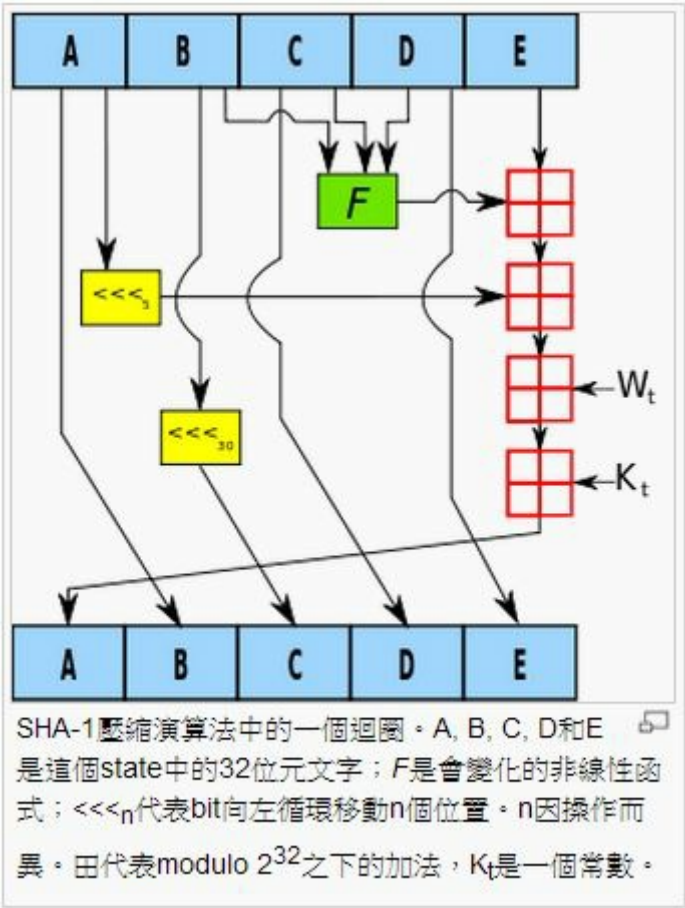 A B C D E
F
<<<5
Wt
<<<30
Kt
A B C D E
SHA-1壓縮演算法中的一個迴圈。A, B, C, D和E
是這個state中的32位元文字；F是會變化的非線性函
式；<<<n代表bit向左循環移動n個位置。n因操作而
異。田代表modulo 2³²之下的加法，Kt是一個常數。